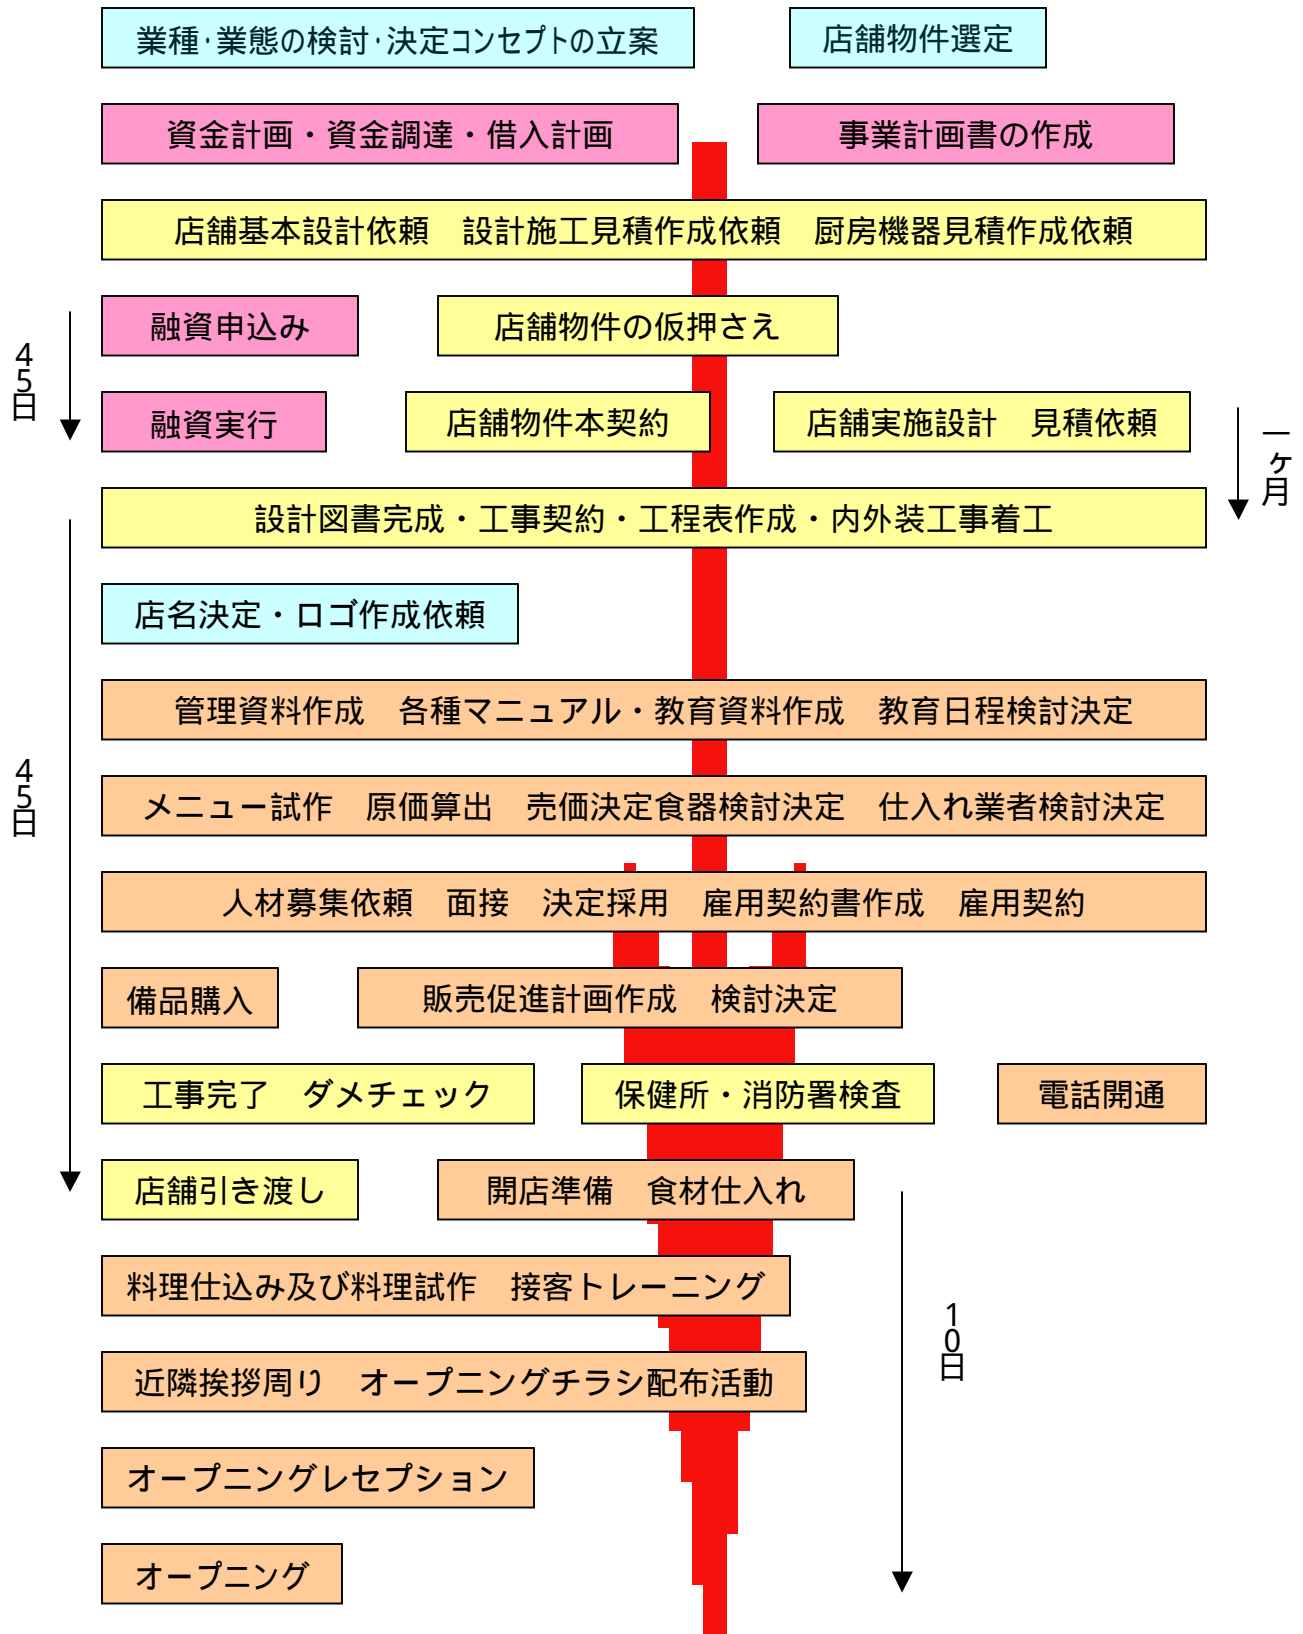 業種・業態の検討・決定コンセプトの立案
店舗物件選定
資金計画・資金調達・借入計画
事業計画書の作成
店舗基本設計依頼　設計施工見積作成依頼　厨房機器見積作成依頼
融資申込み
店舗物件の仮押さえ
45日
融資実行
店舗物件本契約
店舗実施設計　見積依頼
一ヶ月
設計図書完成・工事契約・工程表作成・内外装工事着工
店名決定・ロゴ作成依頼
管理資料作成　各種マニュアル・教育資料作成　教育日程検討決定
45日
メニュー試作　原価算出　売価決定食器検討決定　仕入れ業者検討決定
人材募集依頼　面接　決定採用　雇用契約書作成　雇用契約
備品購入
販売促進計画作成　検討決定
工事完了　ダメチェック
保健所・消防署検査
電話開通
店舗引き渡し
開店準備　食材仕入れ
料理仕込み及び料理試作　接客トレーニング
10日
近隣挨拶周り　オープニングチラシ配布活動
オープニングレセプション
オープニング